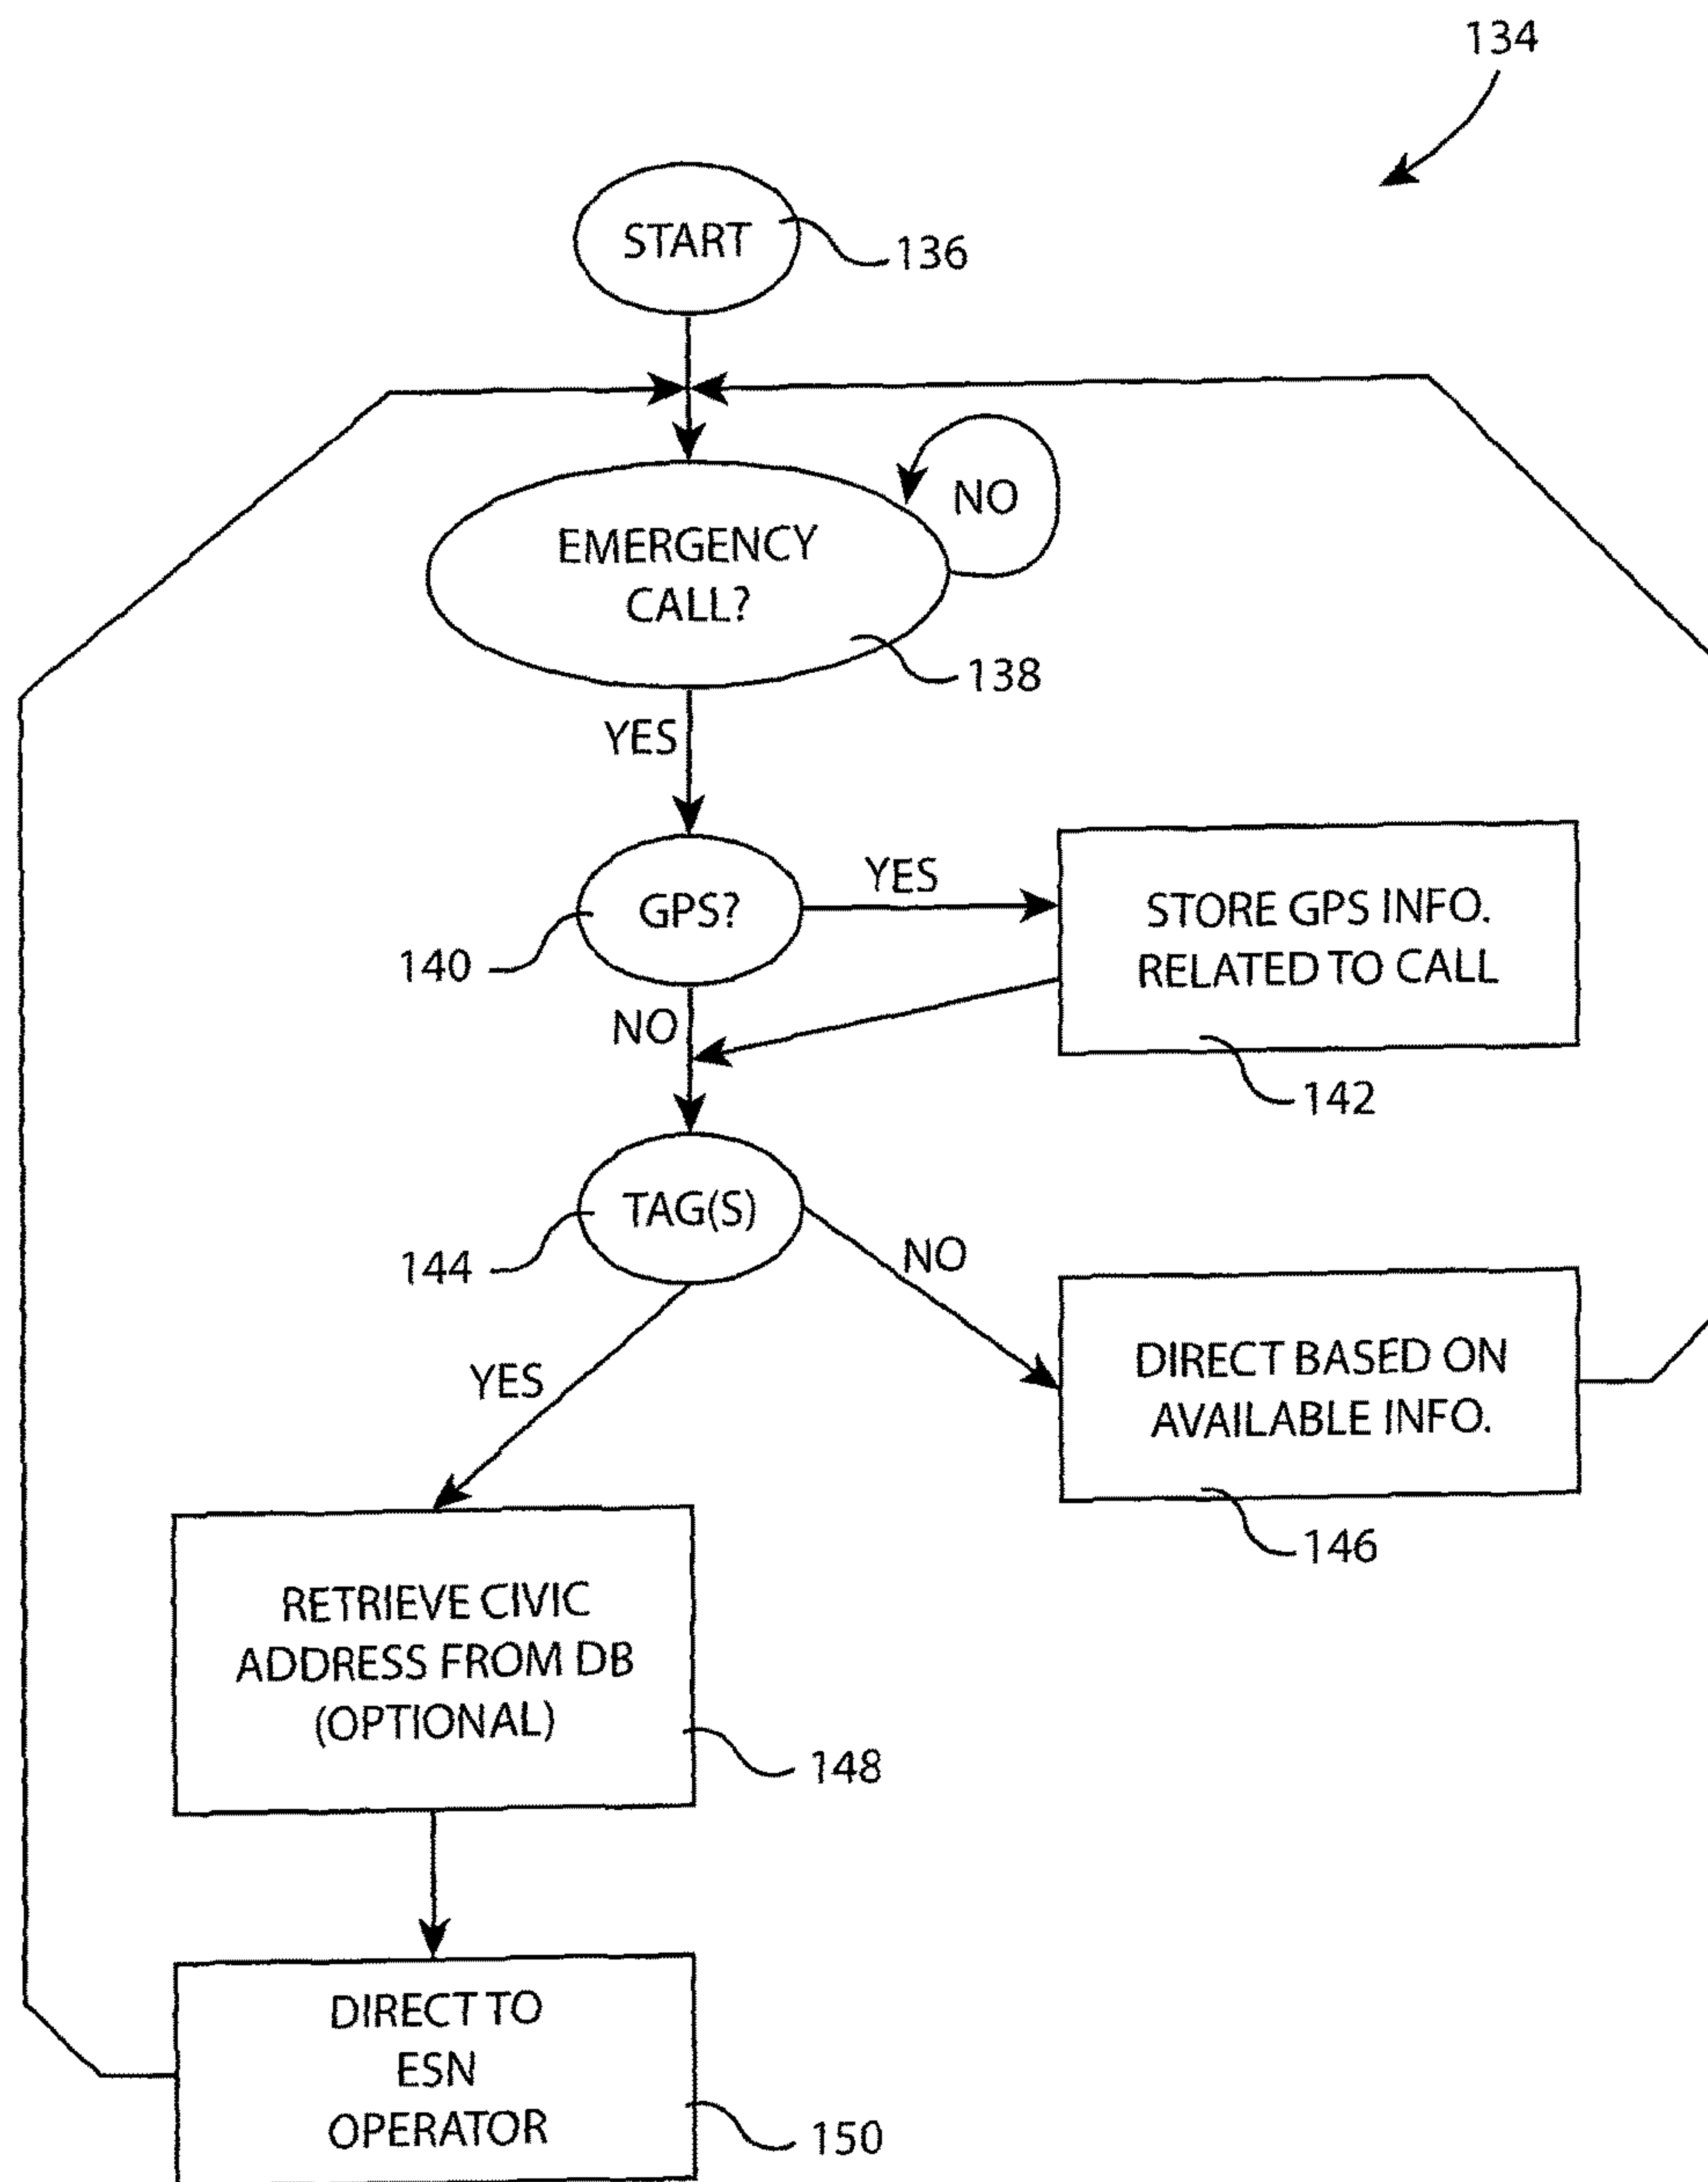 134
START
136
NO
EMERGENCY
CALL?
138
YES
GPS?
YES
140
STORE GPS INFO.
RELATED TO CALL
NO
142
TAG(S)
144
NO
DIRECT BASED ON
AVAILABLE INFO.
YES
146
RETRIEVE CIVIC
ADDRESS FROM DB
(OPTIONAL)
148
DIRECT TO
ESN
OPERATOR
150